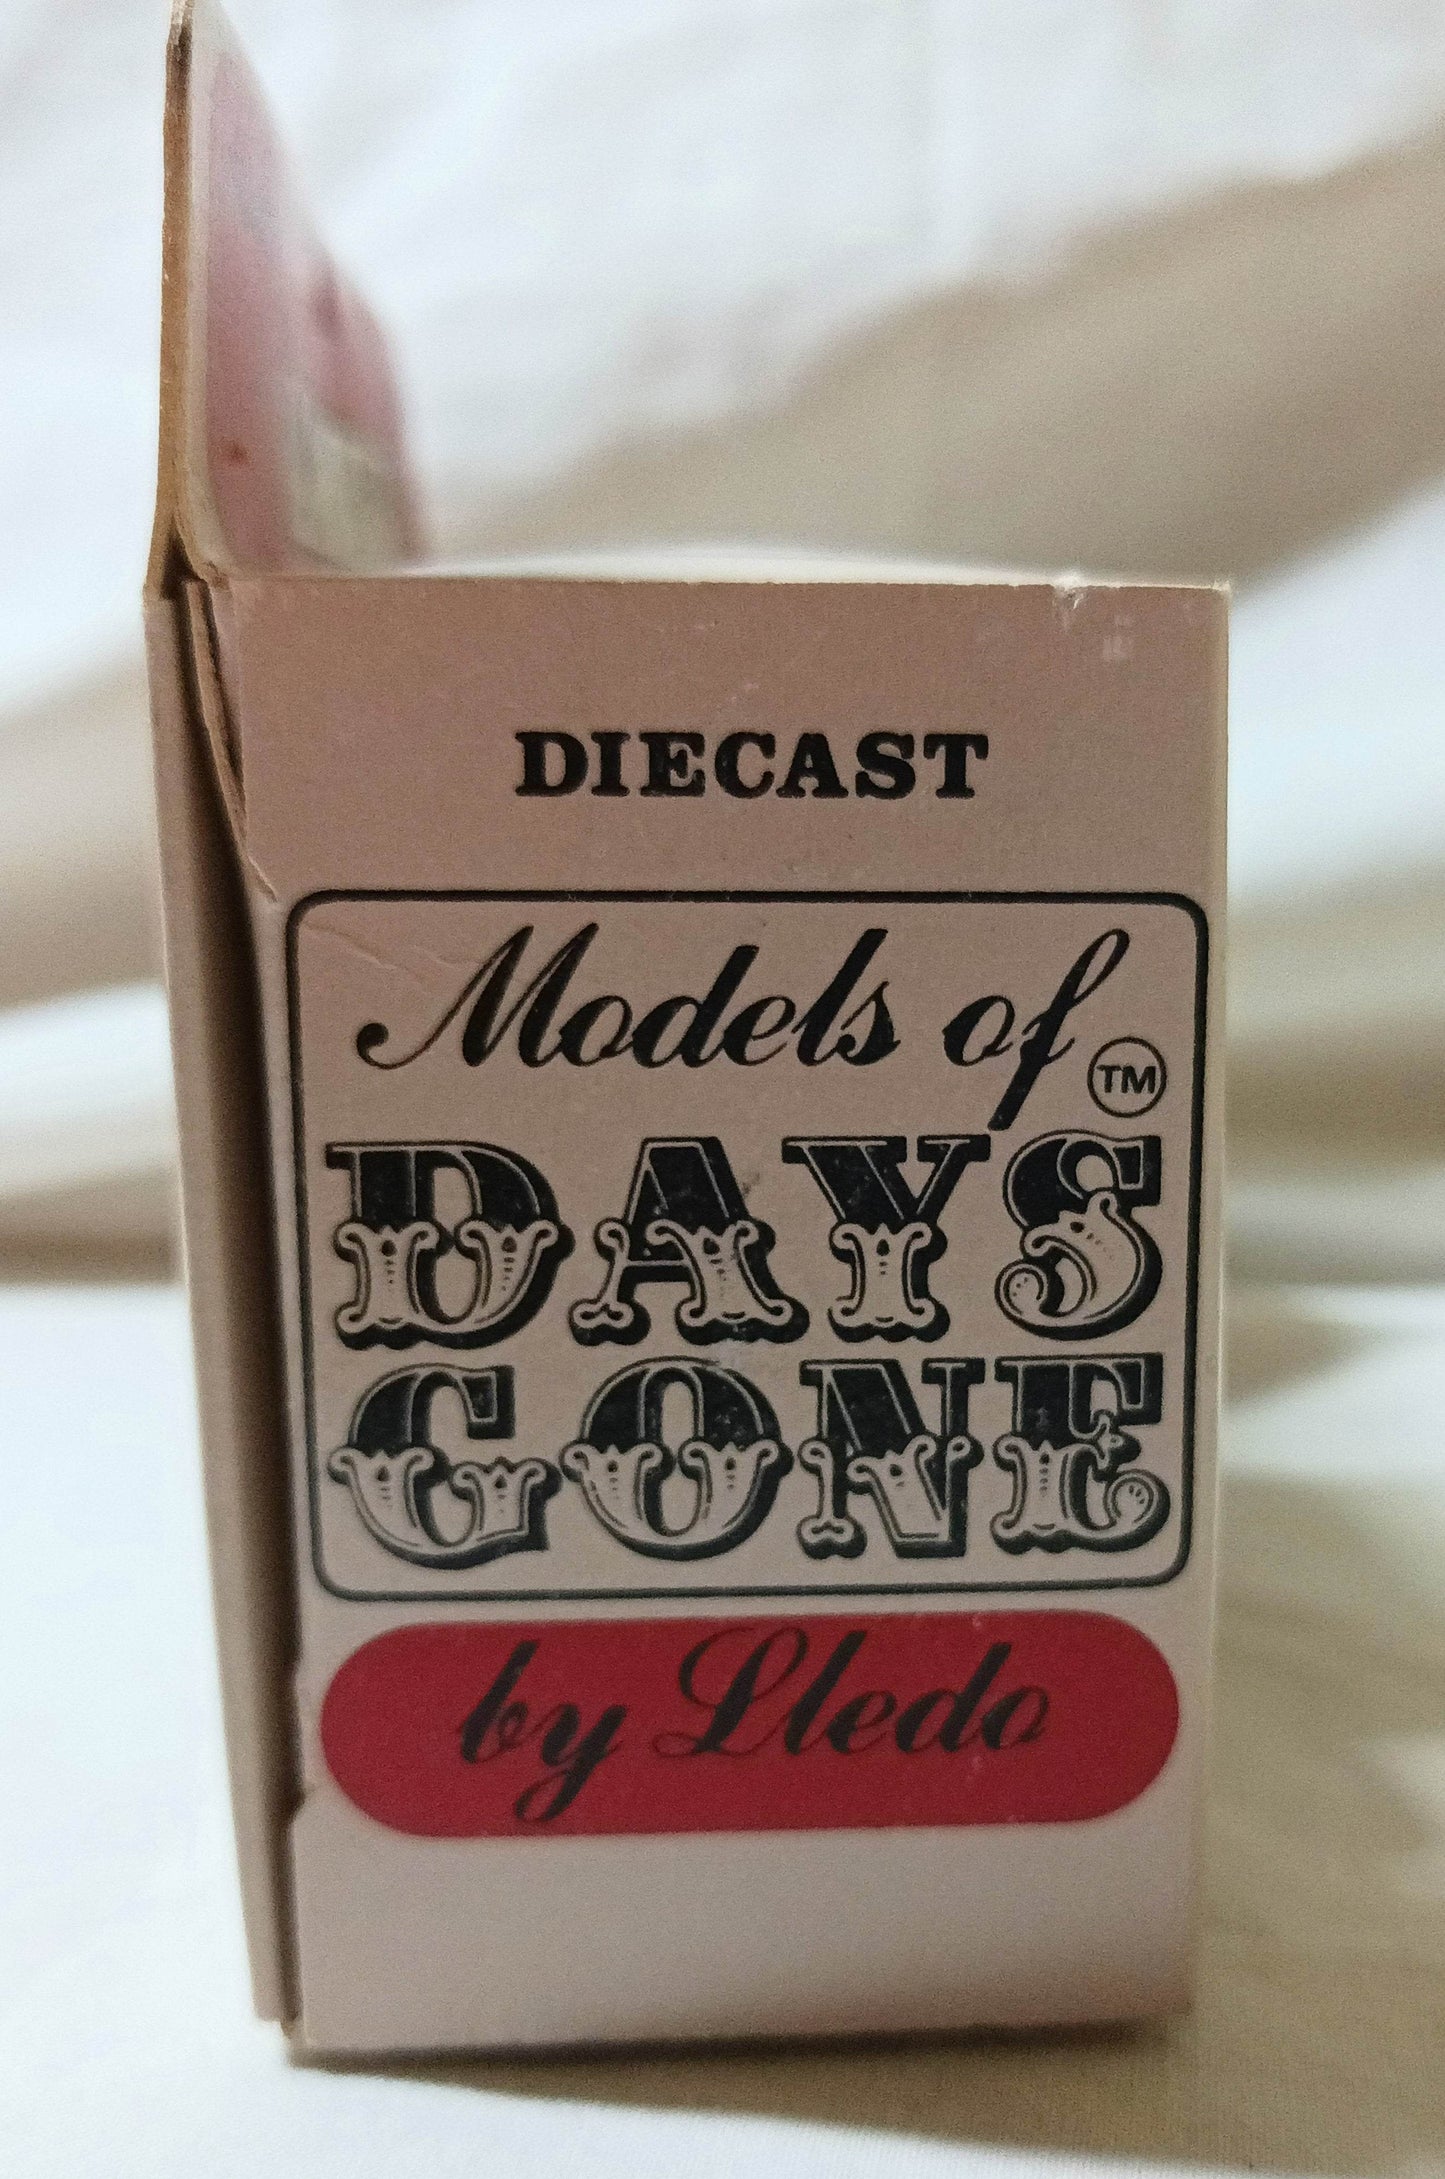 DIECAST
Models of
TM
DAYS
GONE
by Lledo